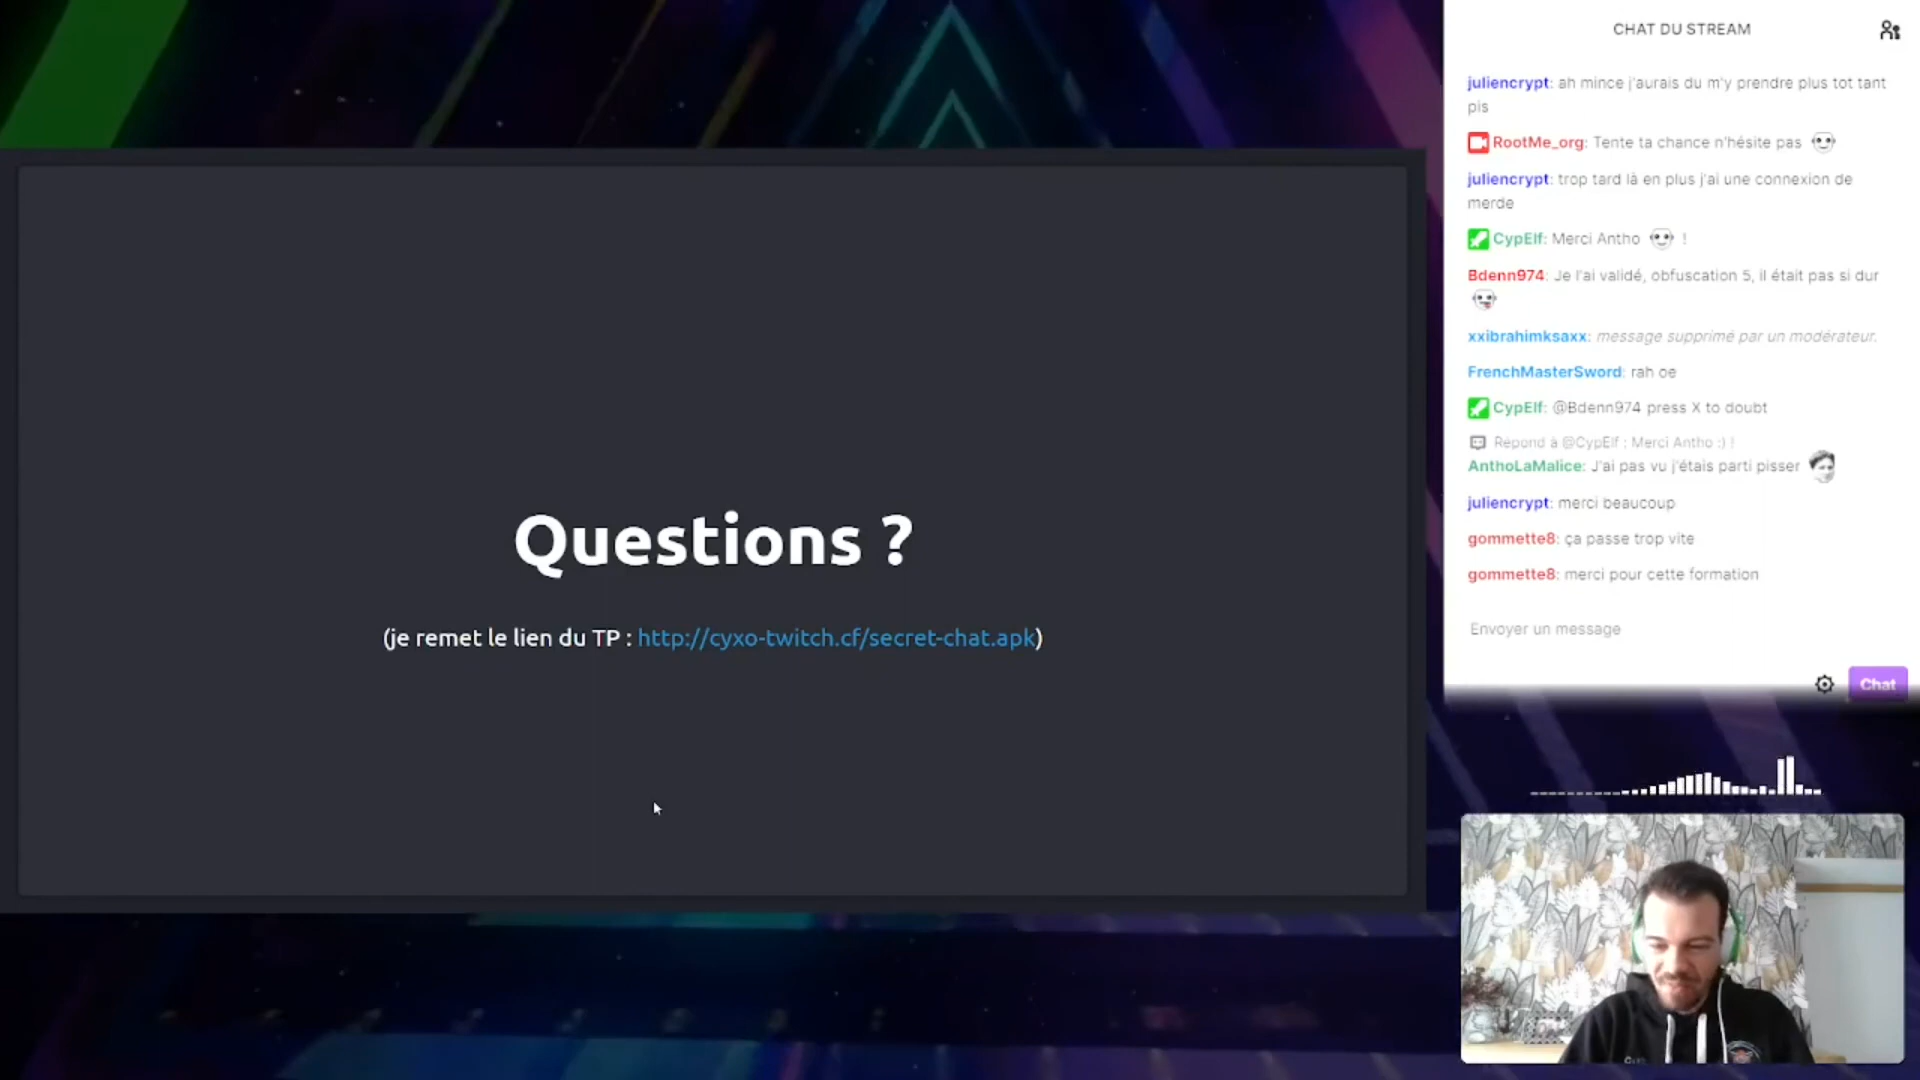 Questions ?
(je remet le lien du TP : http://cyxo-twitch.cf/secret-chat.apk)
CHAT DU STREAM
juliencrypt: ah mince j'aurais du m'y prendre plus tot tant
pis
RootMe_org: Tente ta chance n'hésite pas
juliencrypt: trop tard là en plus j'ai une connexion de
merde
CypElf: Merci Antho !
Bdenn974: Je l'ai validé, obfuscation 5, il était pas si dur
xxibrahimksaxx: message supprimé par un modérateur.
FrenchMasterSword: rah oe
CypElf: @Bdenn974 press X to doubt
Répond à @CypElf : Merci Antho :) !
AnthoLaMalice: J'ai pas vu j'étais parti pisser
juliencrypt: merci beaucoup
gommette8: ça passe trop vite
gommette8: merci pour cette formation
Envoyer un message
Chat